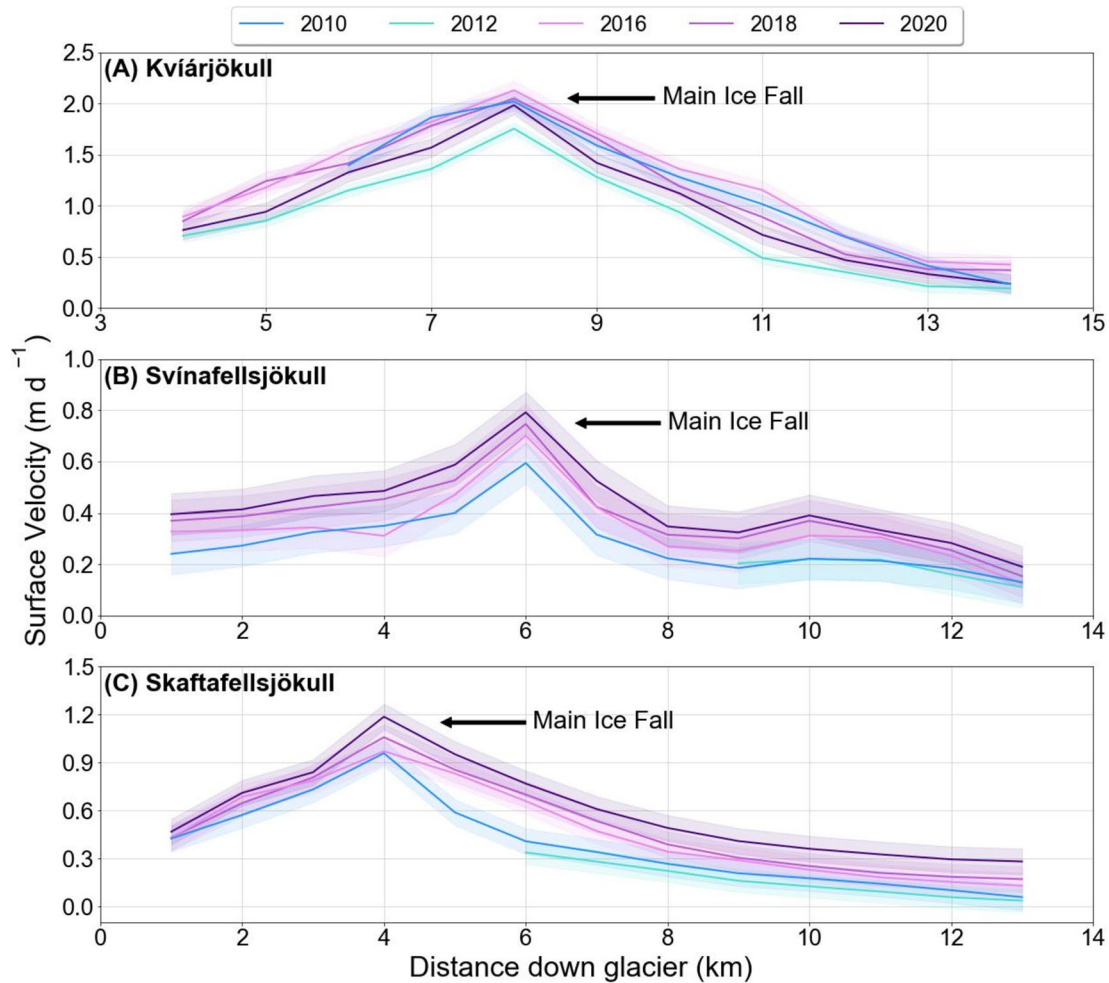 2010 2012 2016 2018 2020
(A) Kvíárjökull
Main Ice Fall
2.5
2.0
1.5
1.0
0.5
0.0
3 5 7 9 11 13 15
(B) Svínafellsjökull
Main Ice Fall
1.0
0.8
0.6
0.4
0.2
0.0
0 2 4 6 8 10 12 14
(C) Skaftafellsjökull
Main Ice Fall
1.5
1.2
0.9
0.6
0.3
0.0
0 2 4 6 8 10 12 14
Surface Velocity (m d ⁻¹)
Distance down glacier (km)